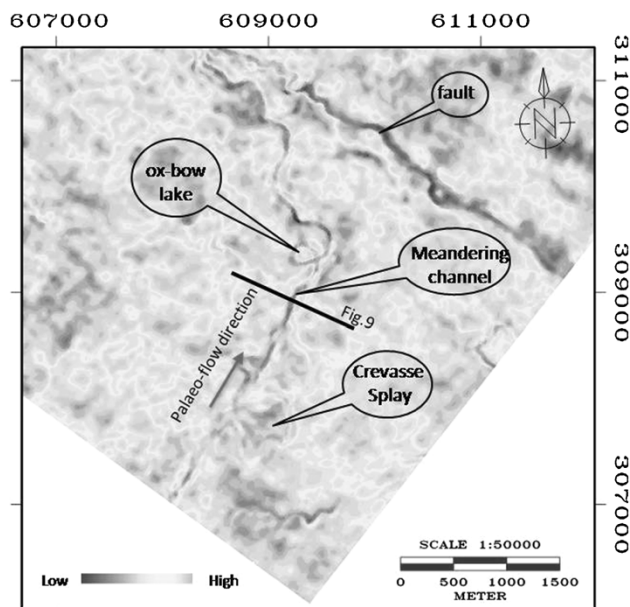 607000
609000
611000
311000
fault
N
ox-bow
lake
Meandering
channel
309000
Fig.9
Palaeo-flow direction
Crevasse
Splay
307000
SCALE 1:50000
0 500 1000 1500
METER
Low
High